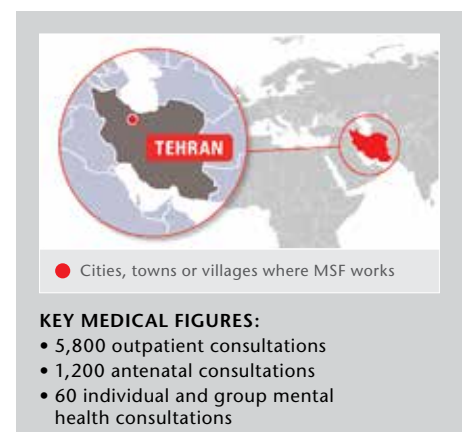 TEHRAN
Cities, towns or villages where MSF works
KEY MEDICAL FIGURES:
• 5,800 outpatient consultations
• 1,200 antenatal consultations
• 60 individual and group mental
health consultations